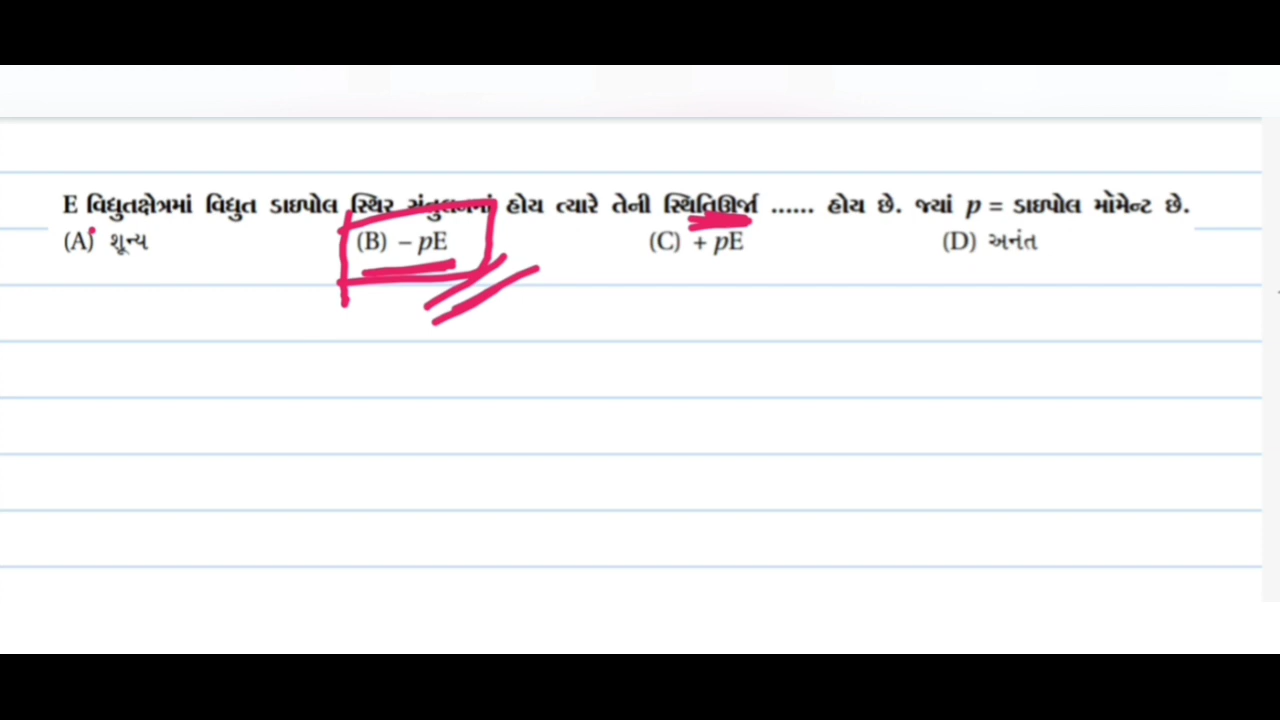 E વિદ્યુતક્ષેત્રમાં વિદ્યુત ડાઇપોલ સ્થિર સંતુલનમાં હોય ત્યારે તેની સ્થિતિઊર્જા ...... હોય છે. જ્યાં p = ડાઇપોલ મોમેન્ટ છે.
(A) શૂન્ય (B) – pE (C) + pE (D) અનંત